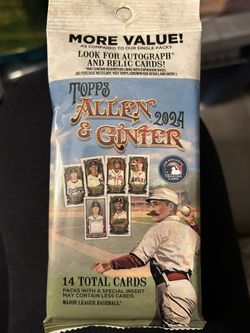 MORE VALUE!
AS COMPARED TO OUR SINGLE PACKS
LOOK FOR AUTOGRAPH
AND RELIC CARDS!
TOPPS
2024
ALLEN
& GINTER
14 TOTAL CARDS
PACKS WITH A SPECIAL INSERT
MAY CONTAIN LESS CARDS.
MAJOR LEAGUE BASEBALL